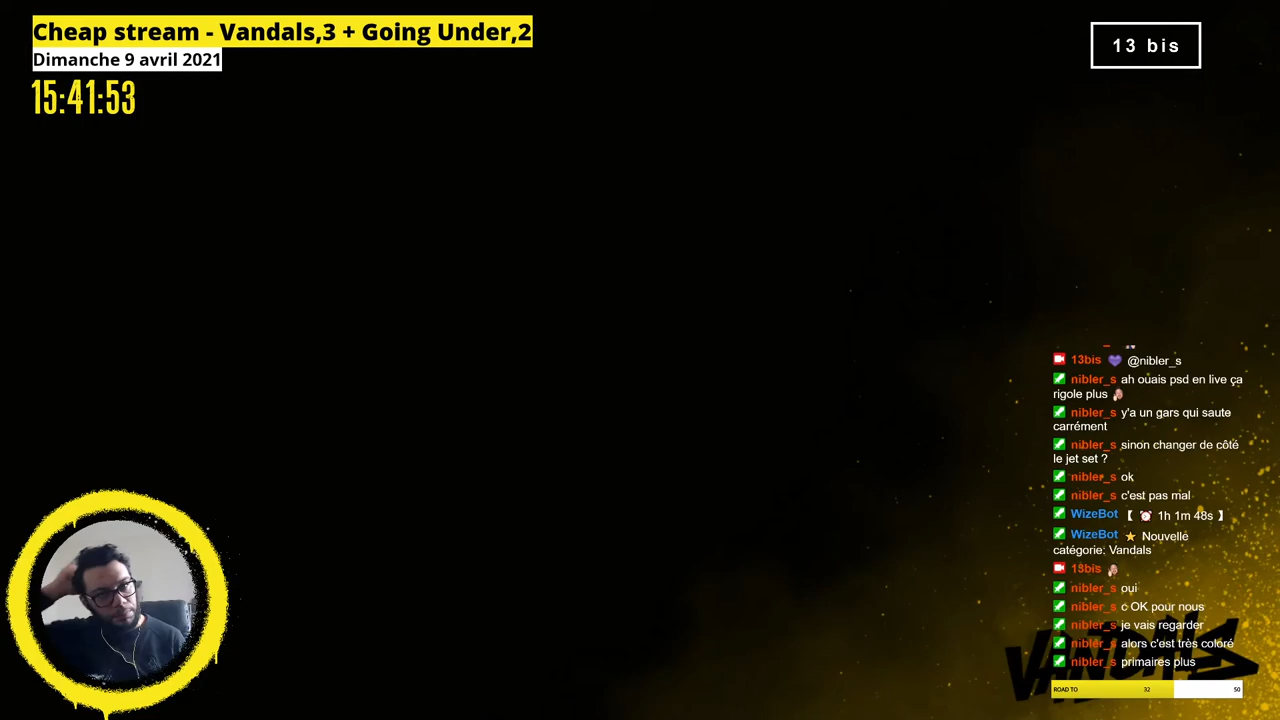 Cheap stream - Vandals,3 + Going Under,2
Dimanche 9 avril 2021
15:41:53
13 bis
13bis 💜 @nibler_s
nibler_s ah ouais psd en live ça
rigole plus
nibler_s y'a un gars qui saute
carrément
nibler_s sinon changer de côté
le jet set ?
nibler_s ok
nibler_s c'est pas mal
WizeBot 【 ⏰ 1h 1m 48s 】
WizeBot ⭐ Nouvelle
catégorie: Vandals
13bis
nibler_s oui
nibler_s c OK pour nous
nibler_s je vais regarder
nibler_s alors c'est très coloré
nibler_s primaires plus
VANDALS
ROAD TO 32 50